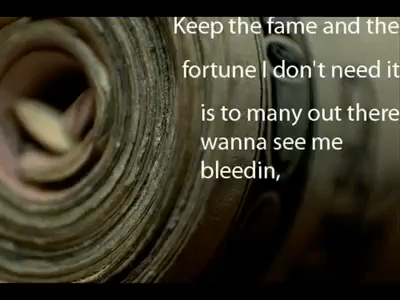 Keep the fame and the
fortune I don't need it
is to many out there
wanna see me
bleedin,